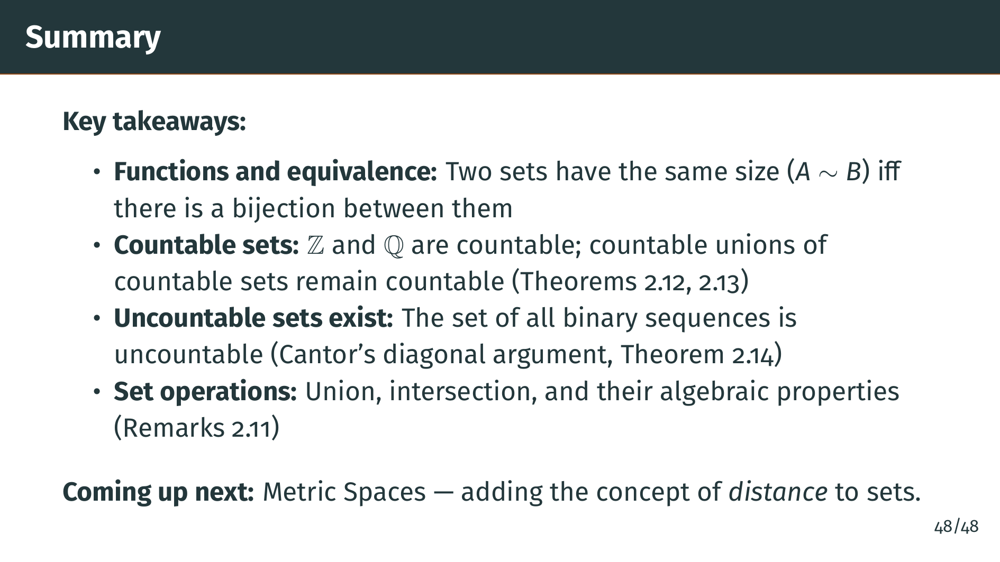 Summary
Key takeaways:
• Functions and equivalence: Two sets have the same size (A ∼ B) iff
there is a bijection between them
• Countable sets: ℤ and ℚ are countable; countable unions of
countable sets remain countable (Theorems 2.12, 2.13)
• Uncountable sets exist: The set of all binary sequences is
uncountable (Cantor’s diagonal argument, Theorem 2.14)
• Set operations: Union, intersection, and their algebraic properties
(Remarks 2.11)
Coming up next: Metric Spaces — adding the concept of distance to sets.
48/48